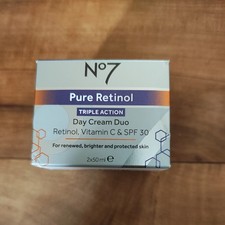 No7
Pure Retinol
TRIPLE ACTION
Day Cream Duo
Retinol, Vitamin C & SPF 30
For renewed, brighter and protected skin
2x50ml ℮